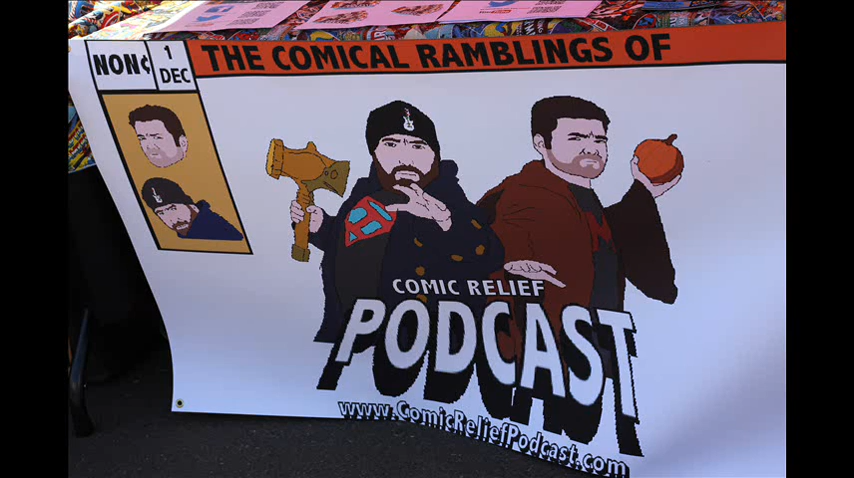 NON¢
1
DEC
THE COMICAL RAMBLINGS OF
COMIC RELIEF
PODCAST
www.ComicReliefPodcast.com